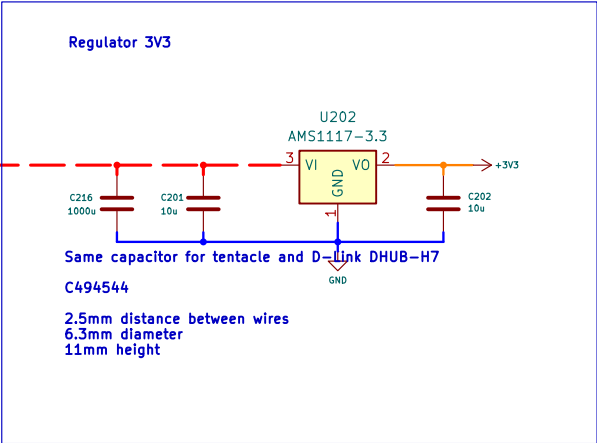 Regulator 3V3
U202
AMS1117-3.3
3 VI VO 2
GND
1
+3V3
C216
1000u
C201
10u
C202
10u
Same capacitor for tentacle and D-Link DHUB-H7
GND
C494544
2.5mm distance between wires
6.3mm diameter
11mm height